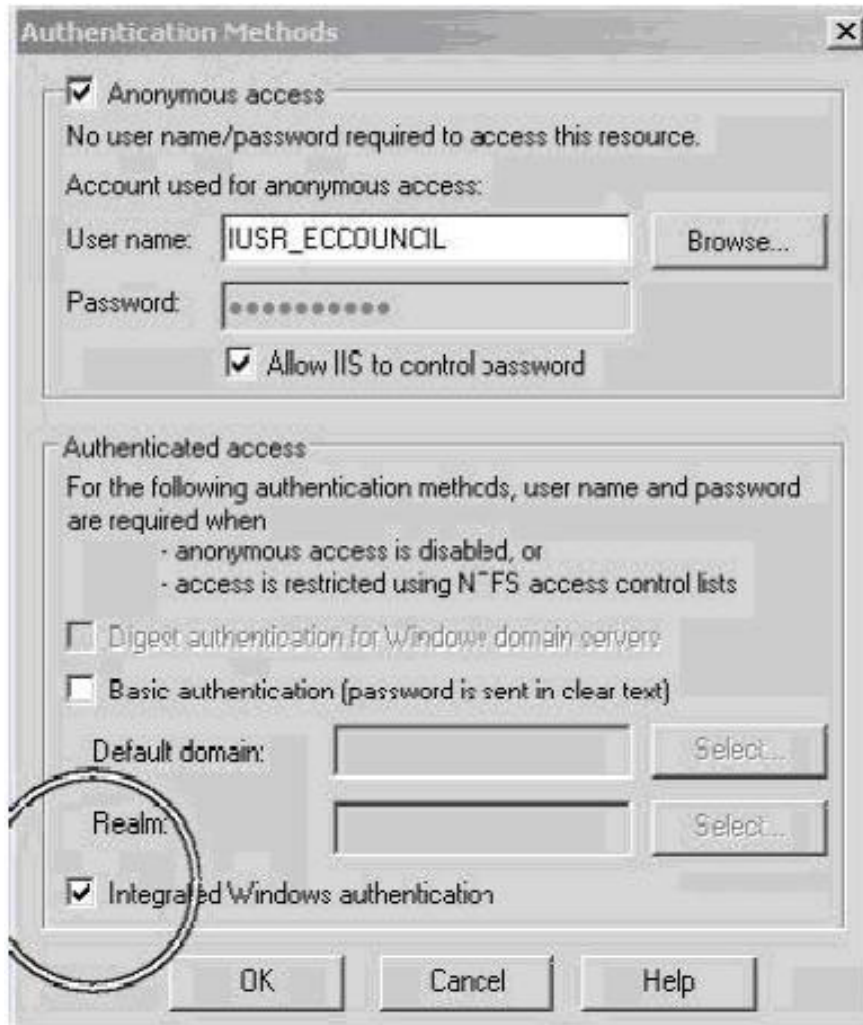 Authentication Methods
Anonymous access
No user name/password required to access this resource.
Account used for anonymous access:
User name: IUSR_ECCOUNCIL Browse...
Password: ••••••••••
Allow IIS to control password
Authenticated access
For the following authentication methods, user name and password
are required when
- anonymous access is disabled, or
- access is restricted using NTFS access control lists
Digest authentication for Windows domain servers
Basic authentication (password is sent in clear text)
Default domain: Select...
Realm: Select...
Integrated Windows authentication
OK Cancel Help